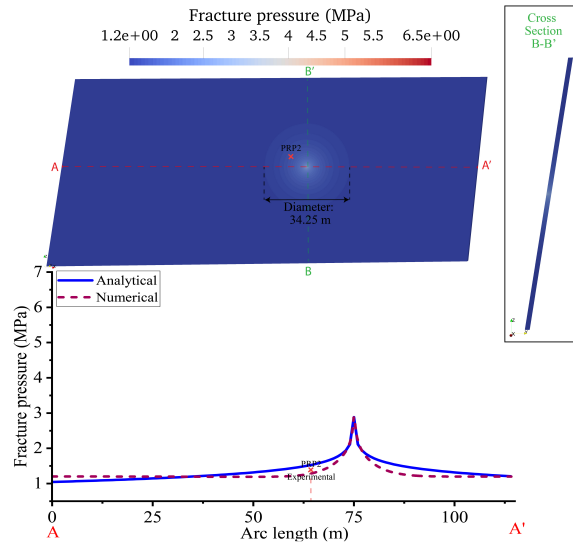 Fracture pressure (MPa)
1.2e+00 2 2.5 3 3.5 4 4.5 5 5.5 6.5e+00
Cross
Section
B-B'
B'
PRP2
A
A'
Diameter:
34.25 m
B
Z
X
7
6
5
4
3
2
1
Fracture pressure (MPa)
Analytical
Numerical
PRP2
Experimental
0 25 50 75 100
A
Arc length (m)
A'